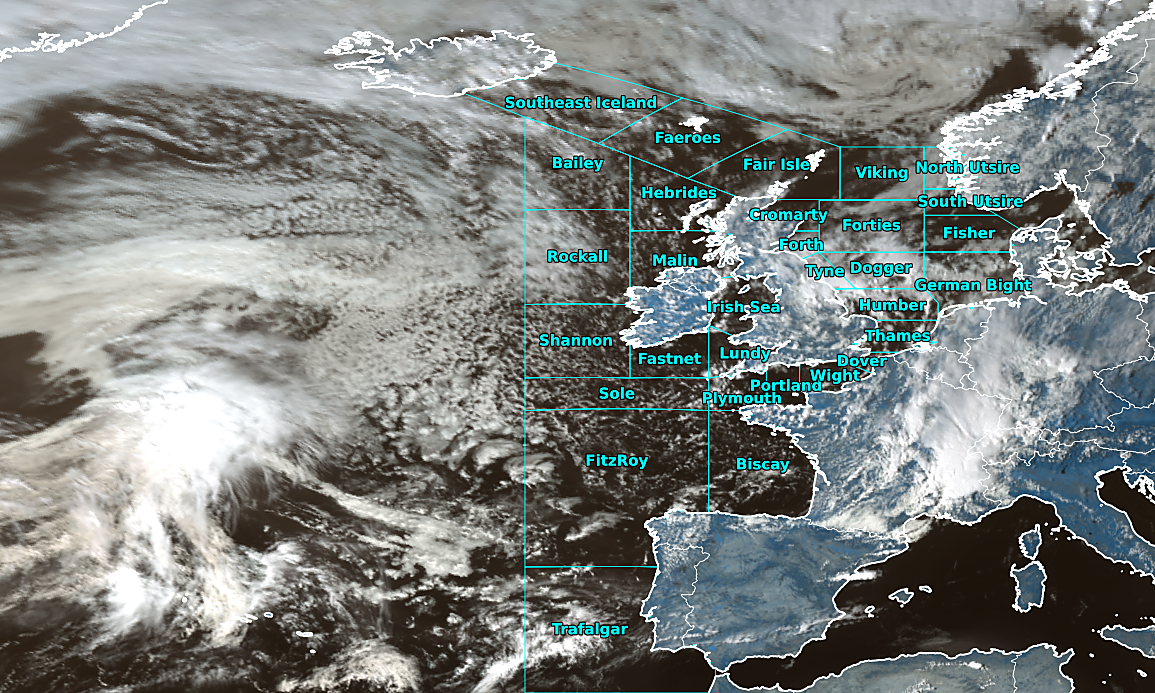 Southeast Iceland
Faeroes
Bailey
Fair Isle
Viking
North Utsire
Hebrides
South Utsire
Cromarty
Forties
Fisher
Forth
Rockall
Malin
Tyne
Dogger
German Bight
Irish Sea
Humber
Thames
Shannon
Fastnet
Lundy
Dover
Wight
Portland
Sole
Plymouth
FitzRoy
Biscay
Trafalgar